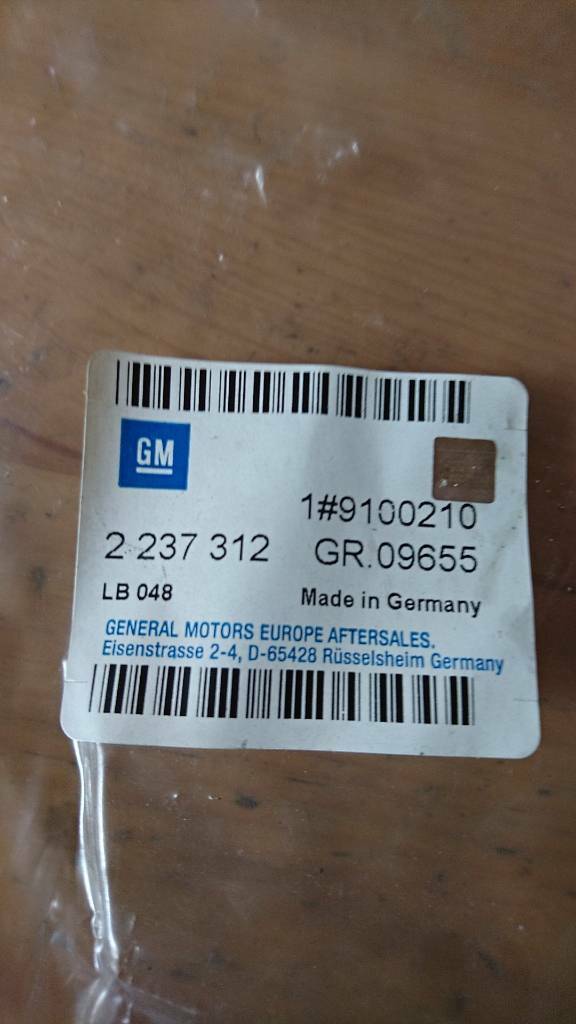 GM
1#9100210
2 237 312 GR.09655
LB 048 Made in Germany
GENERAL MOTORS EUROPE AFTERSALES.
Eisenstrasse 2-4, D-65428 Rüsselsheim Germany